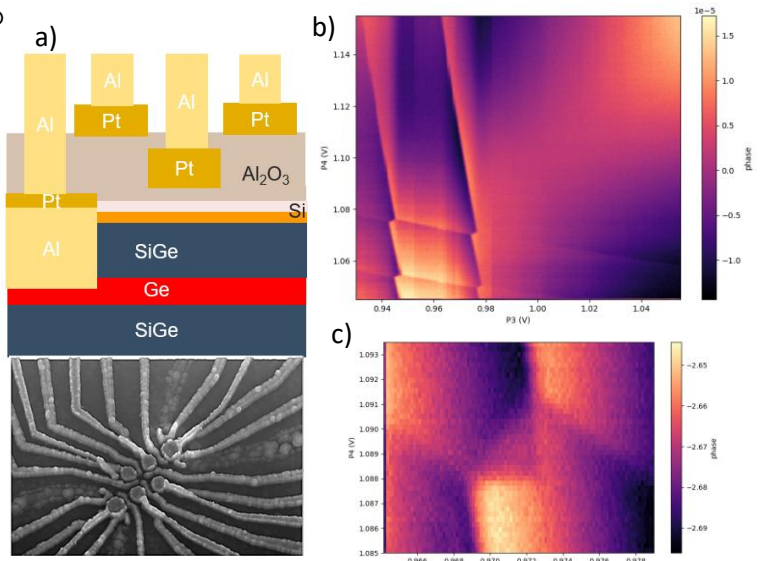 a)
Al
Al
Al
Al
Pt
Pt
Pt
Al₂O₃
Pt
Si
Al
SiGe
Ge
SiGe
b)
1e−5
1.14
1.12
1.10
1.08
1.06
P4 (V)
0.94 0.96 0.98 1.00 1.02 1.04
P3 (V)
1.5
1.0
0.5
0.0
−0.5
−1.0
phase
c)
1.093
1.092
1.091
1.090
1.089
1.088
1.087
1.086
1.085
P4 (V)
0.966 0.968 0.970 0.972 0.974 0.976 0.978
−2.65
−2.66
−2.67
−2.68
−2.69
phase